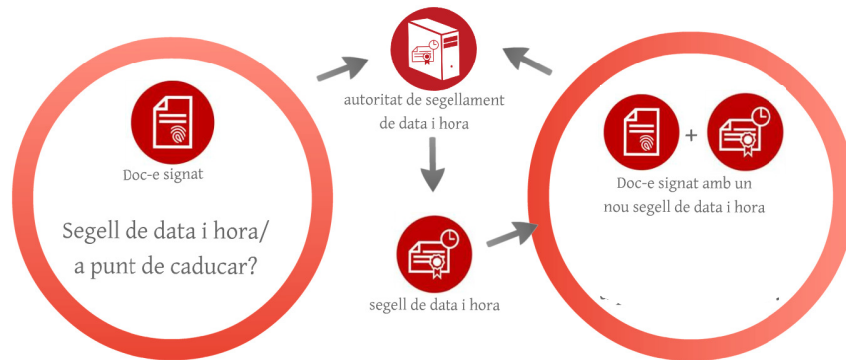 Doc-e signat
Segell de data i hora/
a punt de caducar?
autoritat de segellament
de data i hora
segell de data i hora
+
Doc-e signat amb un
nou segell de data i hora